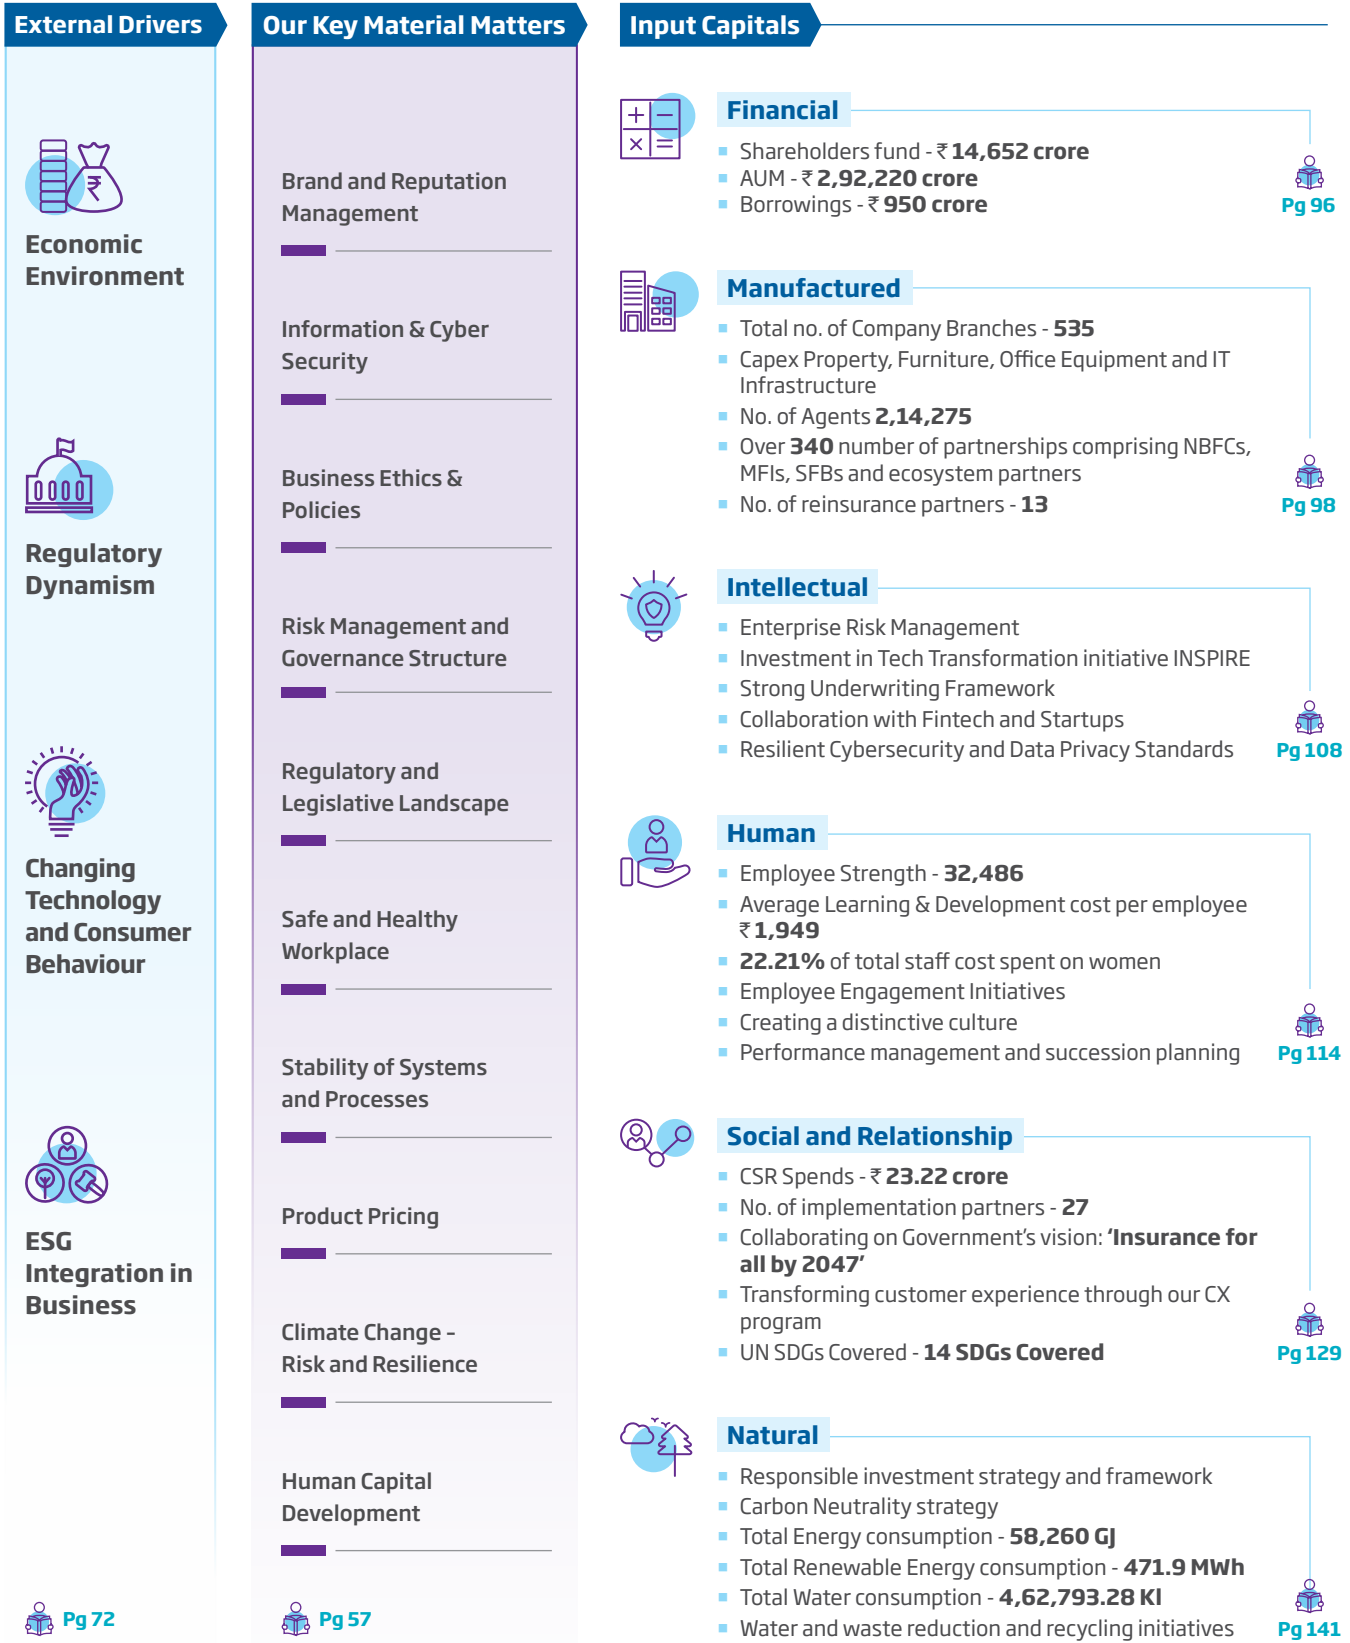 External Drivers
Economic
Environment
Regulatory
Dynamism
Changing
Technology
and Consumer
Behaviour
ESG
Integration in
Business
Pg 72
Our Key Material Matters
Brand and Reputation
Management
Information & Cyber
Security
Business Ethics &
Policies
Risk Management and
Governance Structure
Regulatory and
Legislative Landscape
Safe and Healthy
Workplace
Stability of Systems
and Processes
Product Pricing
Climate Change –
Risk and Resilience
Human Capital
Development
Pg 57
Input Capitals
Financial
Shareholders fund - ₹ 14,652 crore
AUM - ₹ 2,92,220 crore
Borrowings - ₹ 950 crore
Pg 96
Manufactured
Total no. of Company Branches - 535
Capex Property, Furniture, Office Equipment and IT
Infrastructure
No. of Agents 2,14,275
Over 340 number of partnerships comprising NBFCs,
MFIs, SFBs and ecosystem partners
No. of reinsurance partners - 13
Pg 98
Intellectual
Enterprise Risk Management
Investment in Tech Transformation initiative INSPIRE
Strong Underwriting Framework
Collaboration with Fintech and Startups
Resilient Cybersecurity and Data Privacy Standards
Pg 108
Human
Employee Strength - 32,486
Average Learning & Development cost per employee
₹ 1,949
22.21% of total staff cost spent on women
Employee Engagement Initiatives
Creating a distinctive culture
Performance management and succession planning
Pg 114
Social and Relationship
CSR Spends - ₹ 23.22 crore
No. of implementation partners - 27
Collaborating on Government’s vision: ‘Insurance for
all by 2047’
Transforming customer experience through our CX
program
UN SDGs Covered - 14 SDGs Covered
Pg 129
Natural
Responsible investment strategy and framework
Carbon Neutrality strategy
Total Energy consumption - 58,260 GJ
Total Renewable Energy consumption - 471.9 MWh
Total Water consumption - 4,62,793.28 Kl
Water and waste reduction and recycling initiatives
Pg 141